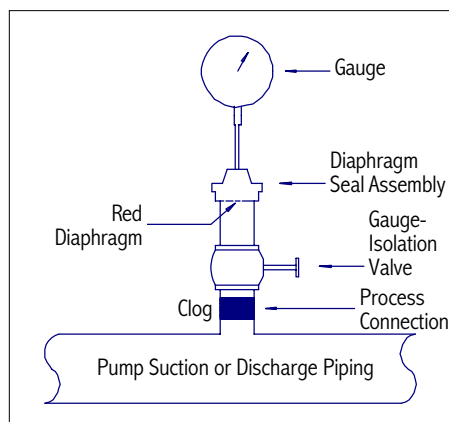 Gauge
Diaphragm
Seal Assembly
Red
Diaphragm
Gauge-
Isolation
Valve
Clog
Process
Connection
Pump Suction or Discharge Piping